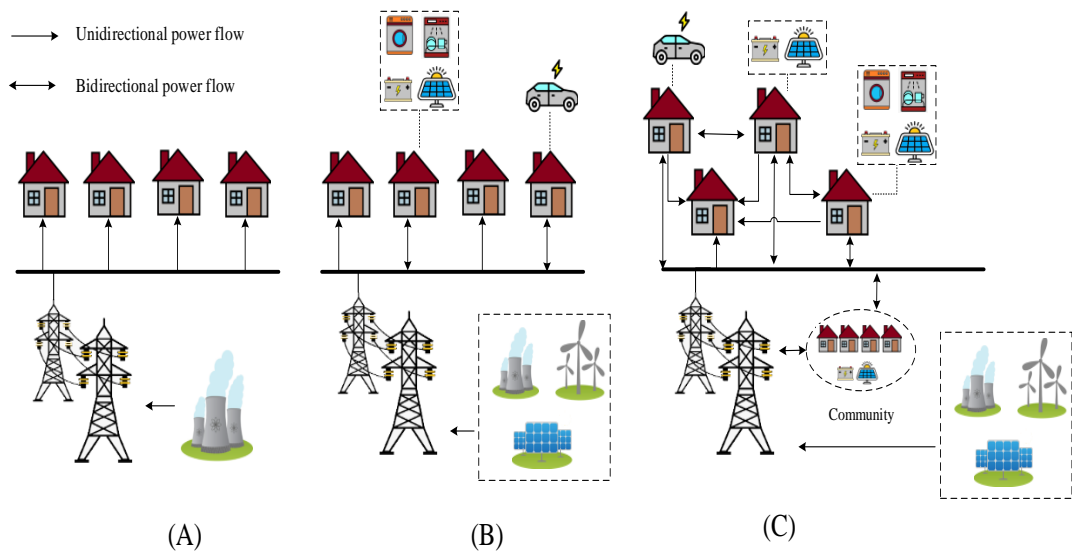 Unidirectional power flow
Bidirectional power flow
Community
(A)
(B)
(C)